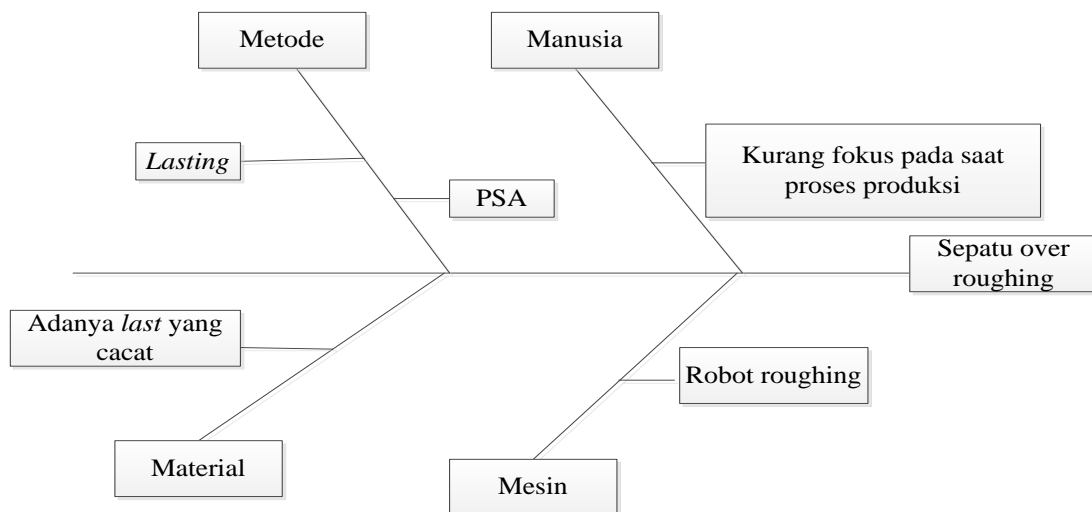 Metode
Manusia
Lasting
Kurang fokus pada saat
proses produksi
PSA
Sepatu over
roughing
Adanya last yang
cacat
Robot roughing
Material
Mesin